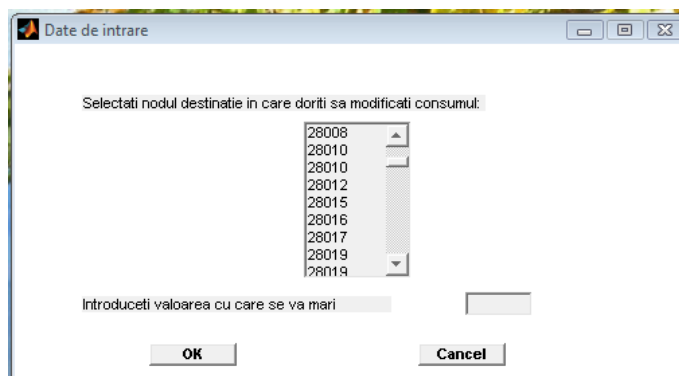 Date de intrare
Selectati nodul destinatie in care doriti sa modificati consumul:
28008
28010
28010
28012
28015
28016
28017
28019
28019
Introduceti valoarea cu care se va mari
OK
Cancel